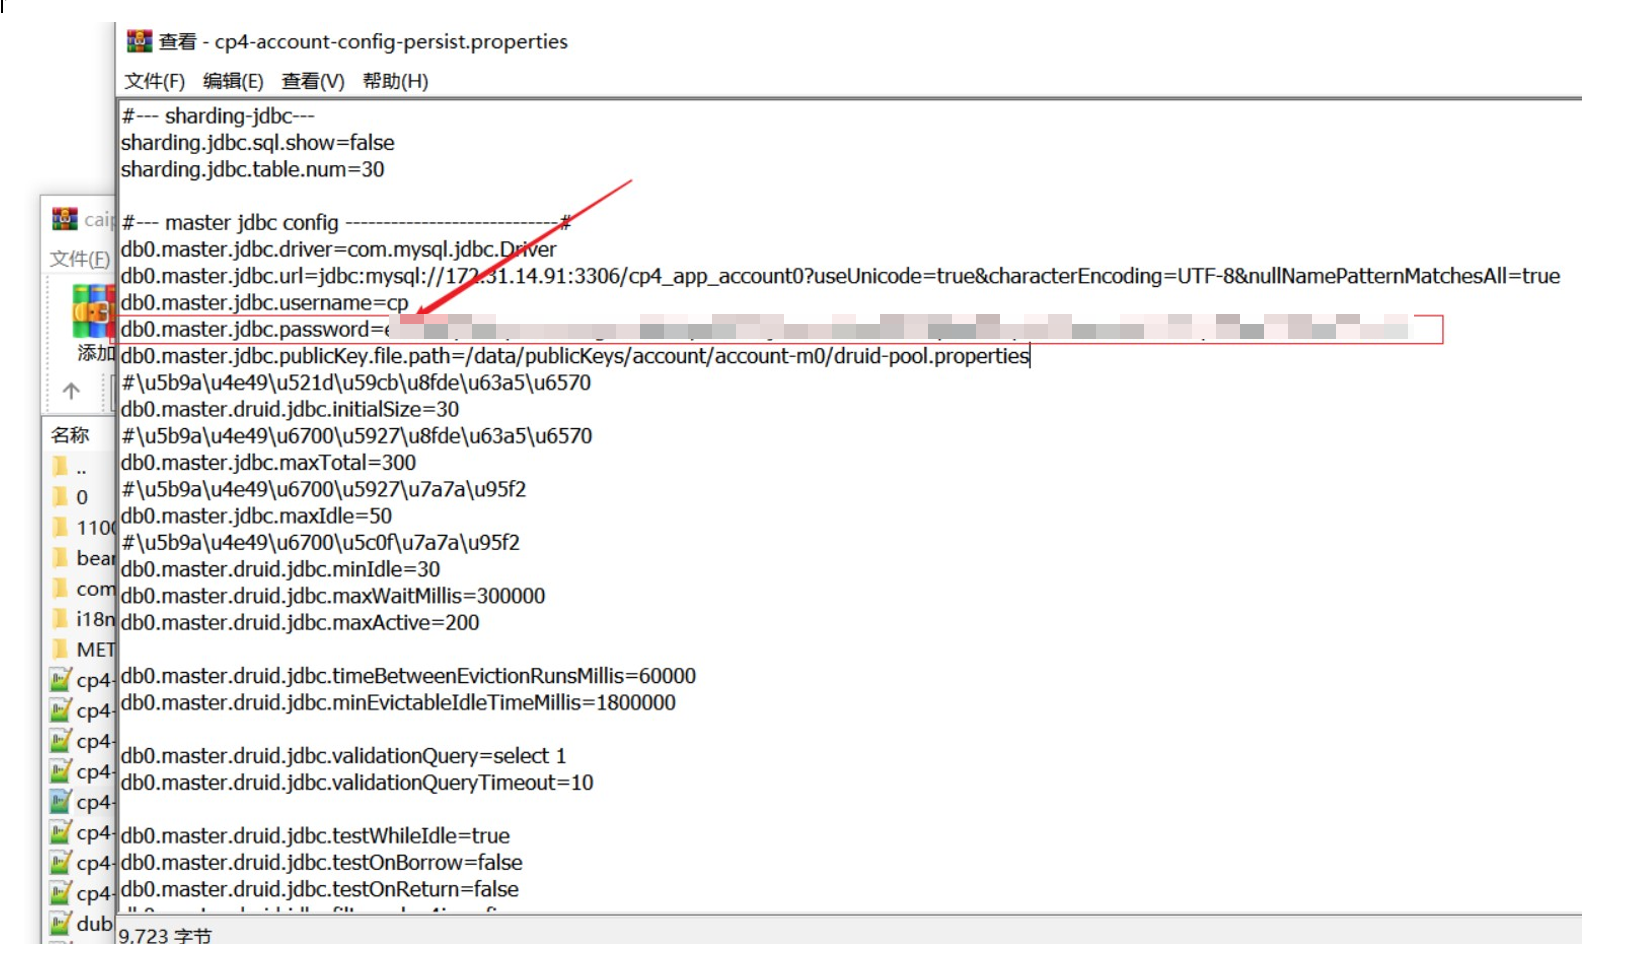 查看 - cp4-account-config-persist.properties
文件(F) 编辑(E) 查看(V) 帮助(H)
#--- sharding-jdbc---
sharding.jdbc.sql.show=false
sharding.jdbc.table.num=30
#--- master jdbc config ----------------------------#
db0.master.jdbc.driver=com.mysql.jdbc.Driver
db0.master.jdbc.url=jdbc:mysql://172.31.14.91:3306/cp4_app_account0?useUnicode=true&characterEncoding=UTF-8&nullNamePatternMatchesAll=true
db0.master.jdbc.username=cp
db0.master.jdbc.password=
db0.master.jdbc.publicKey.file.path=/data/publicKeys/account/account-m0/druid-pool.properties
#\u5b9a\u4e49\u521d\u59cb\u8fde\u63a5\u6570
db0.master.druid.jdbc.initialSize=30
#\u5b9a\u4e49\u6700\u5927\u8fde\u63a5\u6570
db0.master.jdbc.maxTotal=300
#\u5b9a\u4e49\u6700\u5927\u7a7a\u95f2
db0.master.jdbc.maxIdle=50
#\u5b9a\u4e49\u6700\u5c0f\u7a7a\u95f2
db0.master.druid.jdbc.minIdle=30
db0.master.druid.jdbc.maxWaitMillis=300000
db0.master.druid.jdbc.maxActive=200
db0.master.druid.jdbc.timeBetweenEvictionRunsMillis=60000
db0.master.druid.jdbc.minEvictableIdleTimeMillis=1800000
db0.master.druid.jdbc.validationQuery=select 1
db0.master.druid.jdbc.validationQueryTimeout=10
db0.master.druid.jdbc.testWhileIdle=true
db0.master.druid.jdbc.testOnBorrow=false
db0.master.druid.jdbc.testOnReturn=false
9,723 字节
caip
文件(F)
添加
名称
..
0
1100
bear
com
i18n
MET
cp4-
cp4-
cp4-
cp4-
cp4-
cp4-
cp4-
cp4-
dub